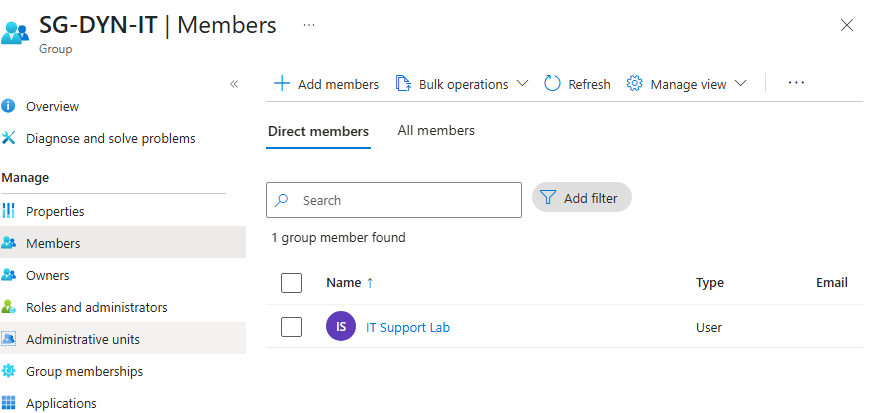 SG-DYN-IT | Members ...
Group
«
Overview
Diagnose and solve problems
Manage
Properties
Members
Owners
Roles and administrators
Administrative units
Group memberships
Applications
Add members Bulk operations Refresh Manage view ...
Direct members All members
Search Add filter
1 group member found
Name ↑ Type Email
IS IT Support Lab User